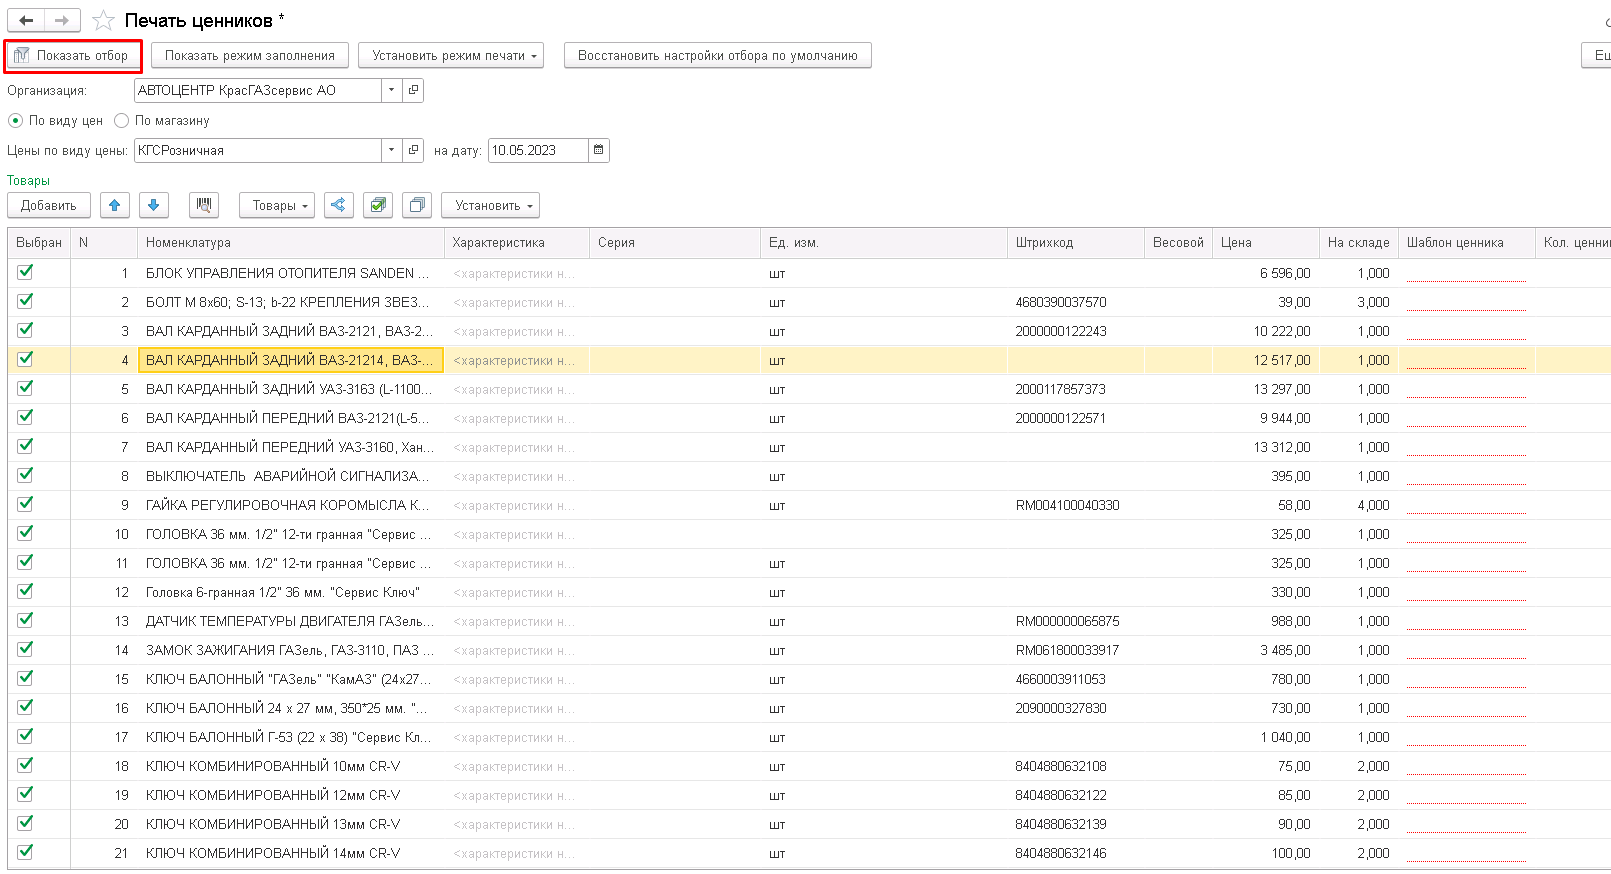 Печать ценников *
Показать отбор Показать режим заполнения Установить режим печати Восстановить настройки отбора по умолчанию Ещ
Организация: АВТОЦЕНТР КрасГАЗсервис АО
По виду цен По магазину
Цены по виду цены: КГСРозничная на дату: 10.05.2023
Товары
Добавить Товары Установить
Выбран N Номенклатура Характеристика Серия Ед. изм. Штрихкод Весовой Цена На складе Шаблон ценника Кол. ценни
1 БЛОК УПРАВЛЕНИЯ ОТОПИТЕЛЯ SANDEN ... <характеристики н... шт 6 596,00 1,000
2 БОЛТ М 8х60; S-13; b-22 КРЕПЛЕНИЯ ЗВЕЗ... <характеристики н... шт 4680390037570 39,00 3,000
3 ВАЛ КАРДАННЫЙ ЗАДНИЙ ВАЗ-2121, ВАЗ-2... <характеристики н... шт 2000000122243 10 222,00 1,000
4 ВАЛ КАРДАННЫЙ ЗАДНИЙ ВАЗ-21214, ВАЗ-... <характеристики н... шт 12 517,00 1,000
5 ВАЛ КАРДАННЫЙ ЗАДНИЙ УАЗ-3163 (L-1100... <характеристики н... шт 2000117857373 13 297,00 1,000
6 ВАЛ КАРДАННЫЙ ПЕРЕДНИЙ ВАЗ-2121(L-5... <характеристики н... шт 2000000122571 9 944,00 1,000
7 ВАЛ КАРДАННЫЙ ПЕРЕДНИЙ УАЗ-3160, Хан... <характеристики н... шт 13 312,00 1,000
8 ВЫКЛЮЧАТЕЛЬ АВАРИЙНОЙ СИГНАЛИЗА... <характеристики н... шт 395,00 1,000
9 ГАЙКА РЕГУЛИРОВОЧНАЯ КОРОМЫСЛА К... <характеристики н... шт RM004100040330 58,00 4,000
10 ГОЛОВКА 36 мм. 1/2" 12-ти гранная "Сервис ... <характеристики н... шт 325,00 1,000
11 ГОЛОВКА 36 мм. 1/2" 12-ти гранная "Сервис ... <характеристики н... шт 325,00 1,000
12 Головка 6-гранная 1/2" 36 мм. "Сервис Ключ" <характеристики н... шт 330,00 1,000
13 ДАТЧИК ТЕМПЕРАТУРЫ ДВИГАТЕЛЯ ГАЗель... <характеристики н... шт RM000000065875 988,00 1,000
14 ЗАМОК ЗАЖИГАНИЯ ГАЗель, ГАЗ-3110, ПАЗ ... <характеристики н... шт RM061800033917 3 485,00 1,000
15 КЛЮЧ БАЛОННЫЙ "ГАЗель" "КамАЗ" (24х27... <характеристики н... шт 4660003911053 780,00 1,000
16 КЛЮЧ БАЛОННЫЙ 24 х 27 мм, 350*25 мм. "... <характеристики н... шт 2090000327830 730,00 1,000
17 КЛЮЧ БАЛОННЫЙ Г-53 (22 х 38) "Сервис Кл... <характеристики н... шт 1 040,00 1,000
18 КЛЮЧ КОМБИНИРОВАННЫЙ 10мм CR-V <характеристики н... шт 8404880632108 75,00 2,000
19 КЛЮЧ КОМБИНИРОВАННЫЙ 12мм CR-V <характеристики н... шт 8404880632122 85,00 2,000
20 КЛЮЧ КОМБИНИРОВАННЫЙ 13мм CR-V <характеристики н... шт 8404880632139 90,00 2,000
21 КЛЮЧ КОМБИНИРОВАННЫЙ 14мм CR-V <характеристики н... шт 8404880632146 100,00 2,000